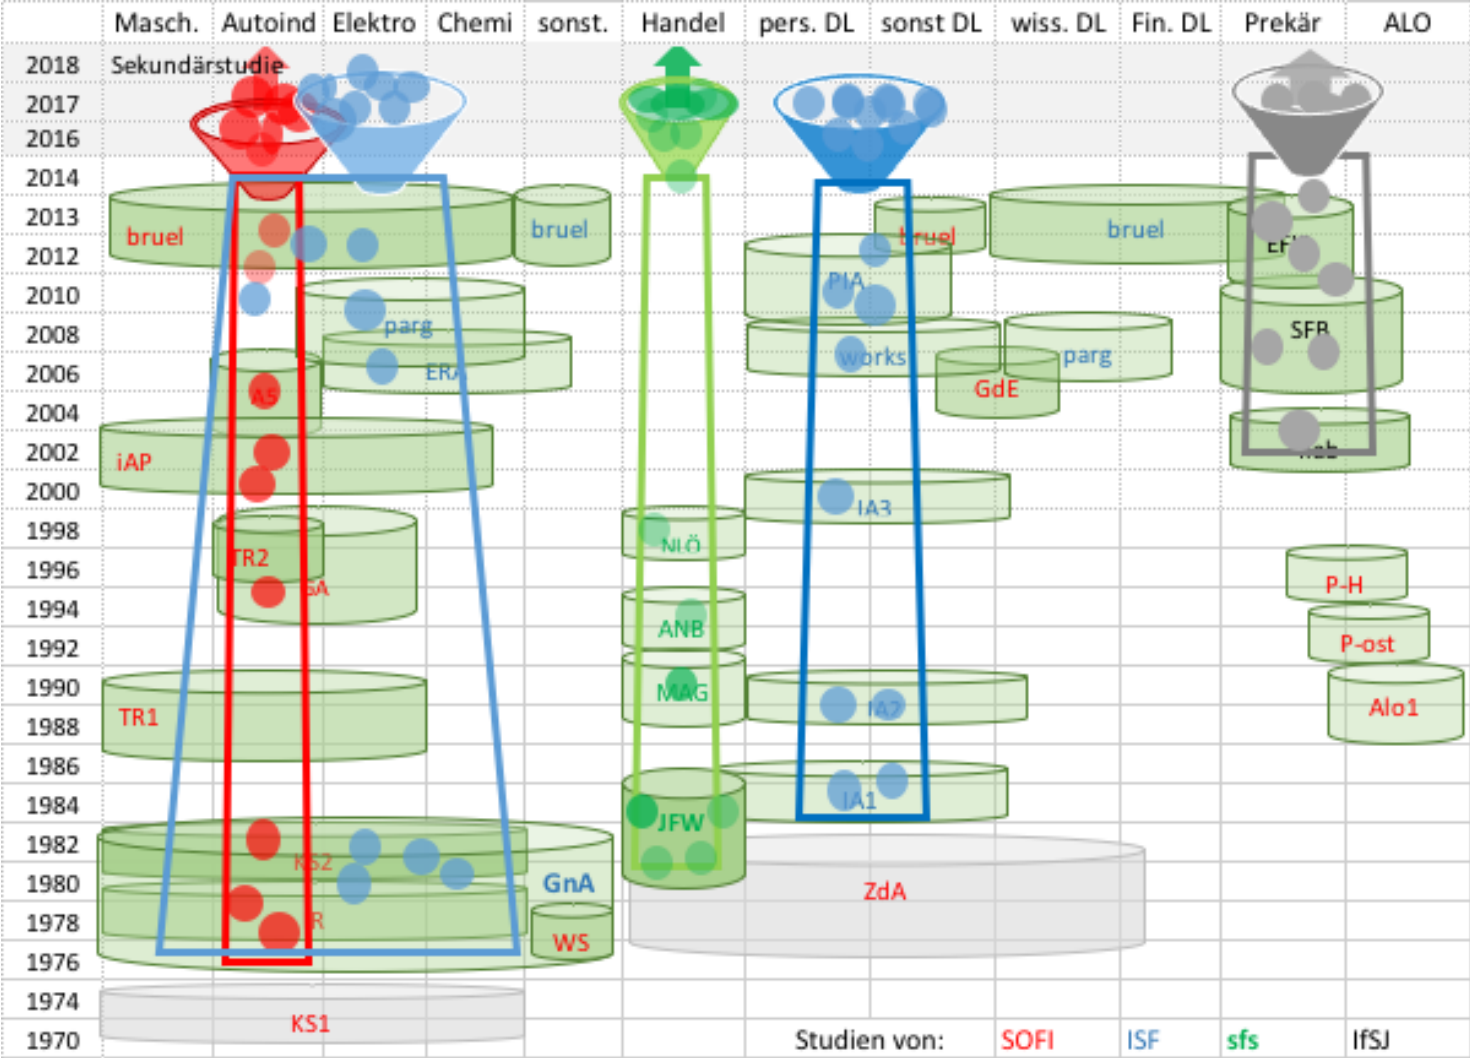 Masch. Autoind Elektro Chemi sonst. Handel pers. DL sonst DL wiss. DL Fin. DL Prekär ALO
2018 Sekundärstudie
2017
2016
2014
2013 bruel bruel bruel bruel
2012
2010 PIA
2008 parg SFB
2006 ERA works parg
2004 A5 GdE
2002 iAP
2000
1998 IA3
1996 TR2 NLÖ
1994 P-H
1992 ANB P-ost
1990 MAG
1988 TR1 IA2 Alo1
1986
1984 IA1
1982 KS2 JFW
1980 GnA ZdA
1978 R WS
1976
1974
1970 KS1 Studien von: SOFI ISF sfs IfSJ